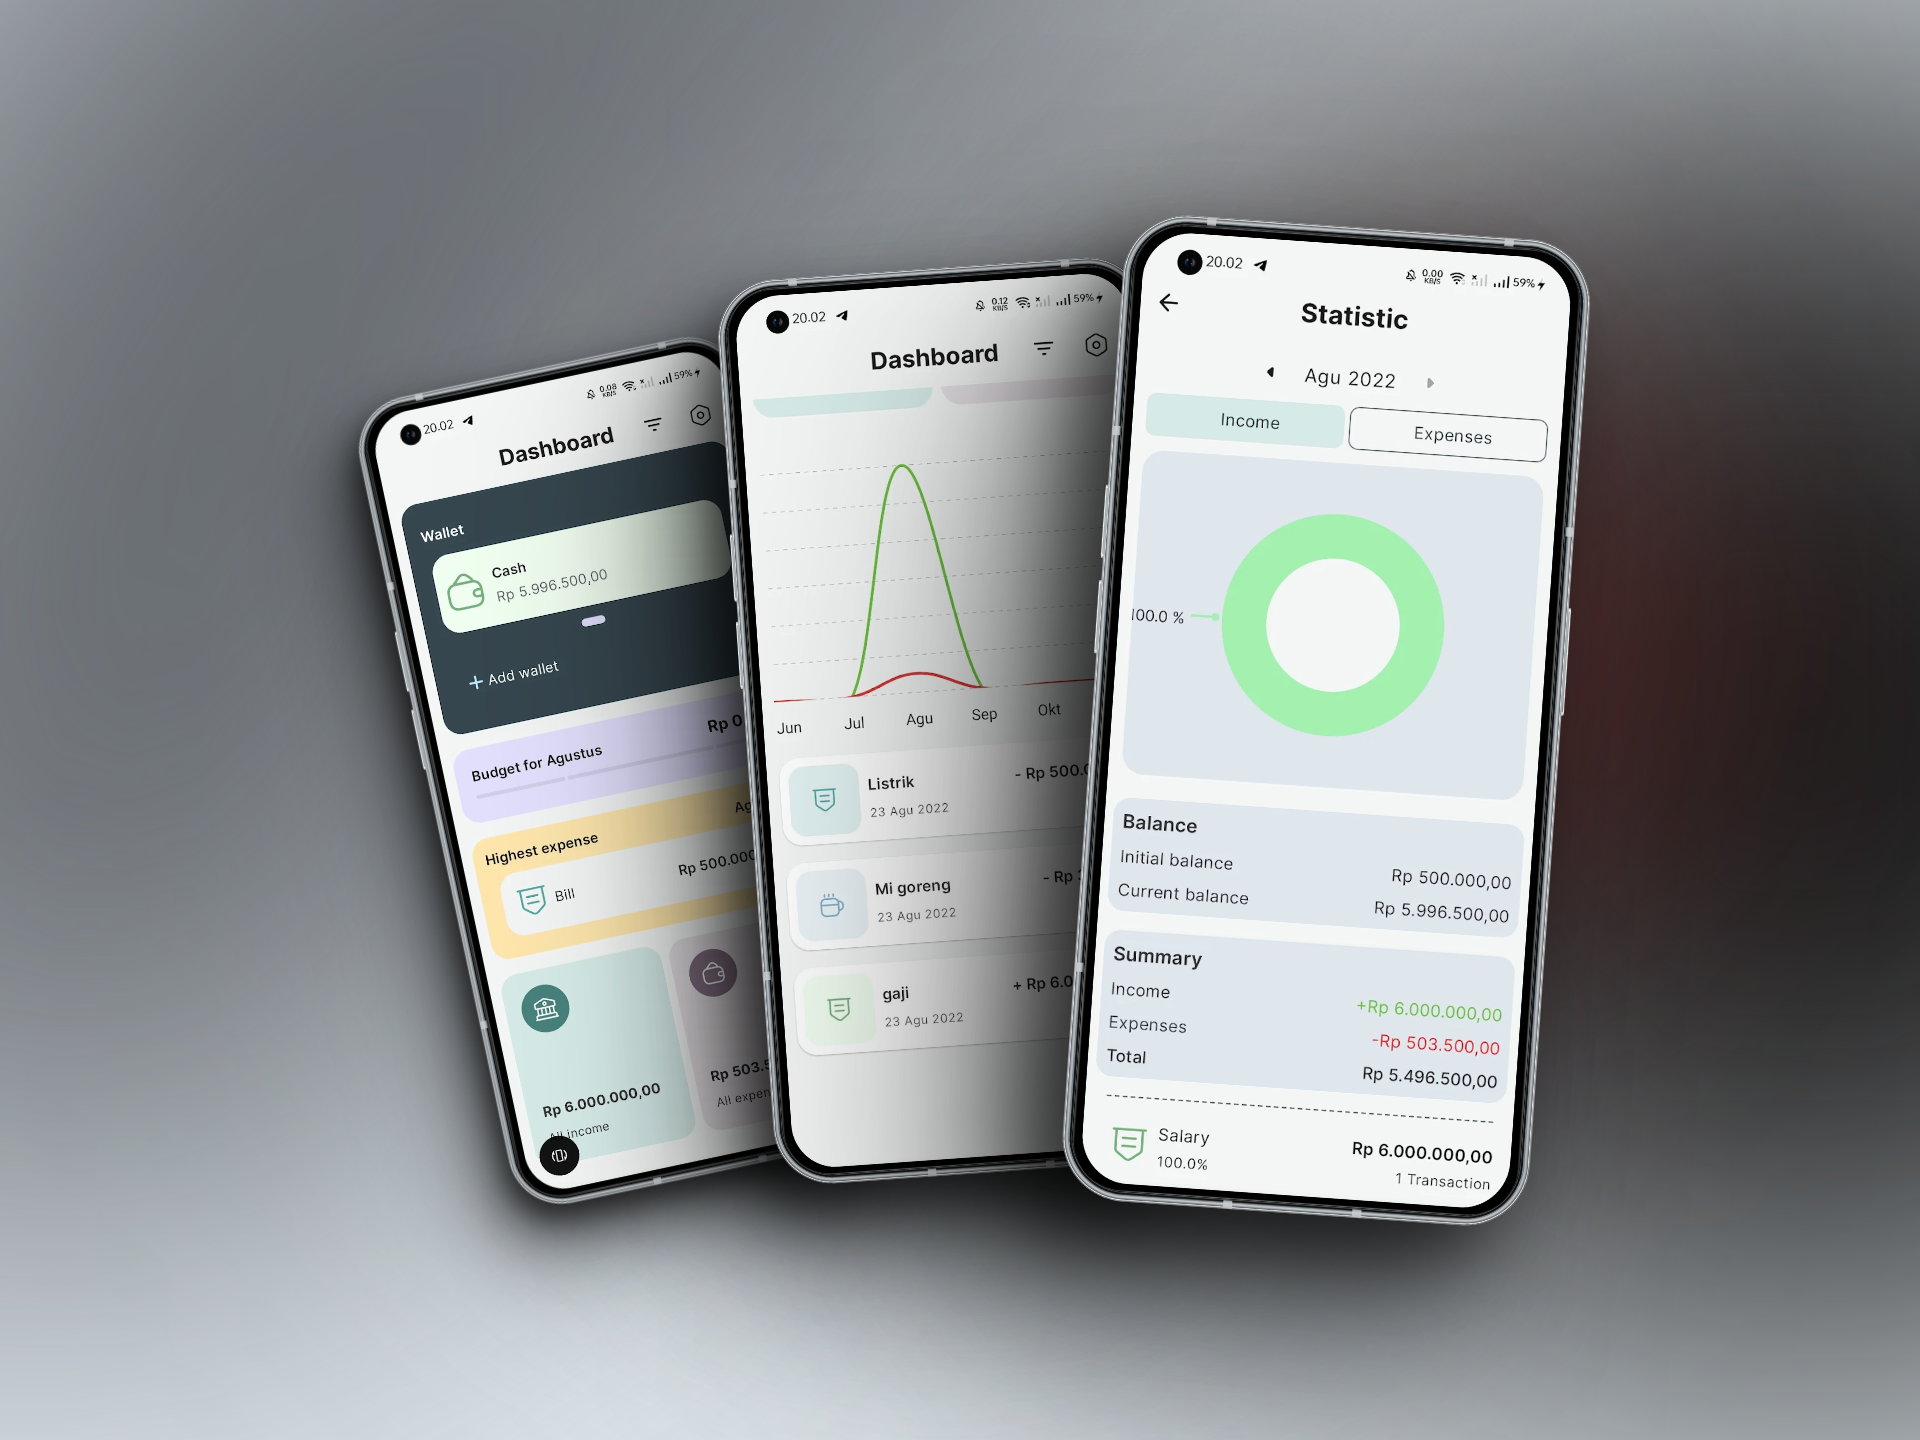 20.02
0.08
KB/S
59%
Dashboard
Wallet
Cash
Rp 5.996.500,00
+ Add wallet
Budget for Agustus
Rp 0
Highest expense
Bill
Rp 500.000
Rp 6.000.000,00
All income
Rp 503.5
All expen
20.02
0.12
KB/S
59%
Dashboard
Jun Jul Agu Sep Okt
Listrik
- Rp 500.0
23 Agu 2022
Mi goreng
- Rp
23 Agu 2022
gaji
+ Rp 6.0
23 Agu 2022
20.02
0.00
KB/S
59%
Statistic
Agu 2022
Income
Expenses
100.0 %
Balance
Initial balance
Rp 500.000,00
Current balance
Rp 5.996.500,00
Summary
Income
+Rp 6.000.000,00
Expenses
-Rp 503.500,00
Total
Rp 5.496.500,00
Salary
Rp 6.000.000,00
100.0%
1 Transaction